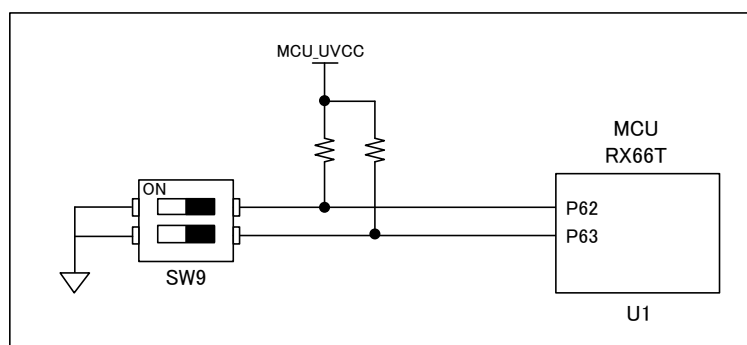 MCU_UVCC
MCU
RX66T
ON
P62
P63
SW9
U1